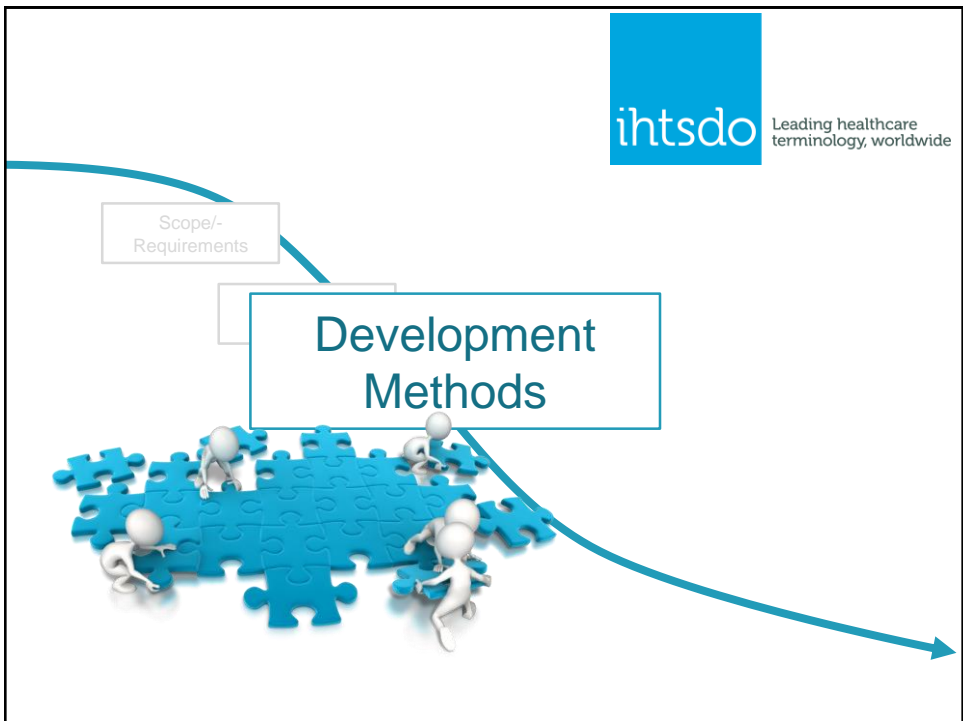 ihtsdo
Leading healthcare
terminology, worldwide
Scope/-
Requirements
Development
Methods